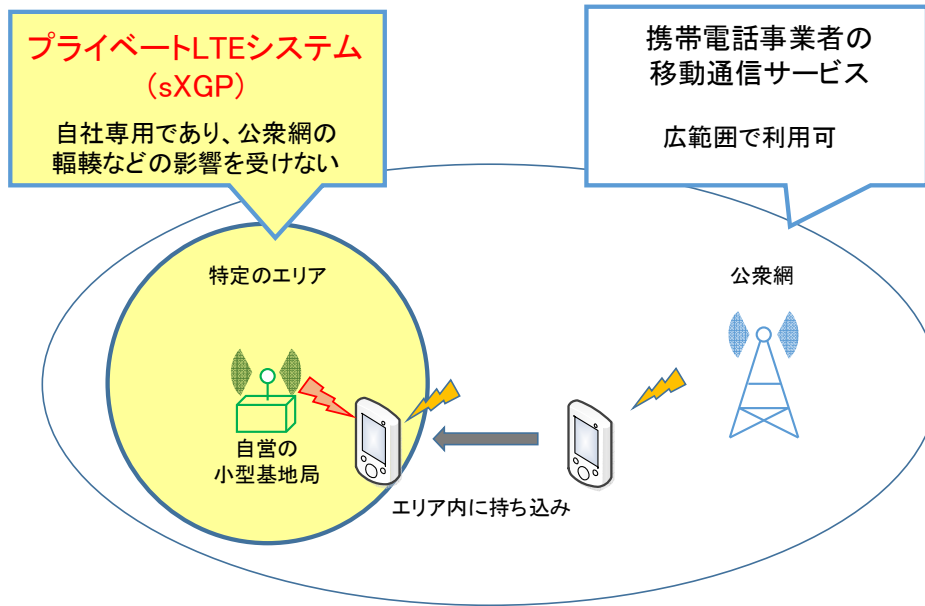 プライベートLTEシステム
(sXGP)
自社専用であり、公衆網の
輻輳などの影響を受けない
携帯電話事業者の
移動通信サービス
広範囲で利用可
特定のエリア
公衆網
自営の
小型基地局
エリア内に持ち込み